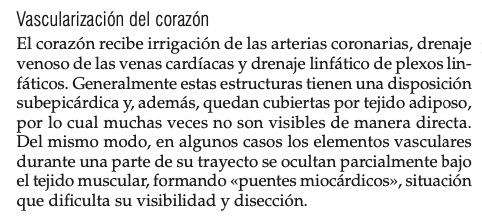 Vascularización del corazón
El corazón recibe irrigación de las arterias coronarias, drenaje
venoso de las venas cardíacas y drenaje linfático de plexos lin-
fáticos. Generalmente estas estructuras tienen una disposición
subepicárdica y, además, quedan cubiertas por tejido adiposo,
por lo cual muchas veces no son visibles de manera directa.
Del mismo modo, en algunos casos los elementos vasculares
durante una parte de su trayecto se ocultan parcialmente bajo
el tejido muscular, formando «puentes miocárdicos», situación
que dificulta su visibilidad y disección.